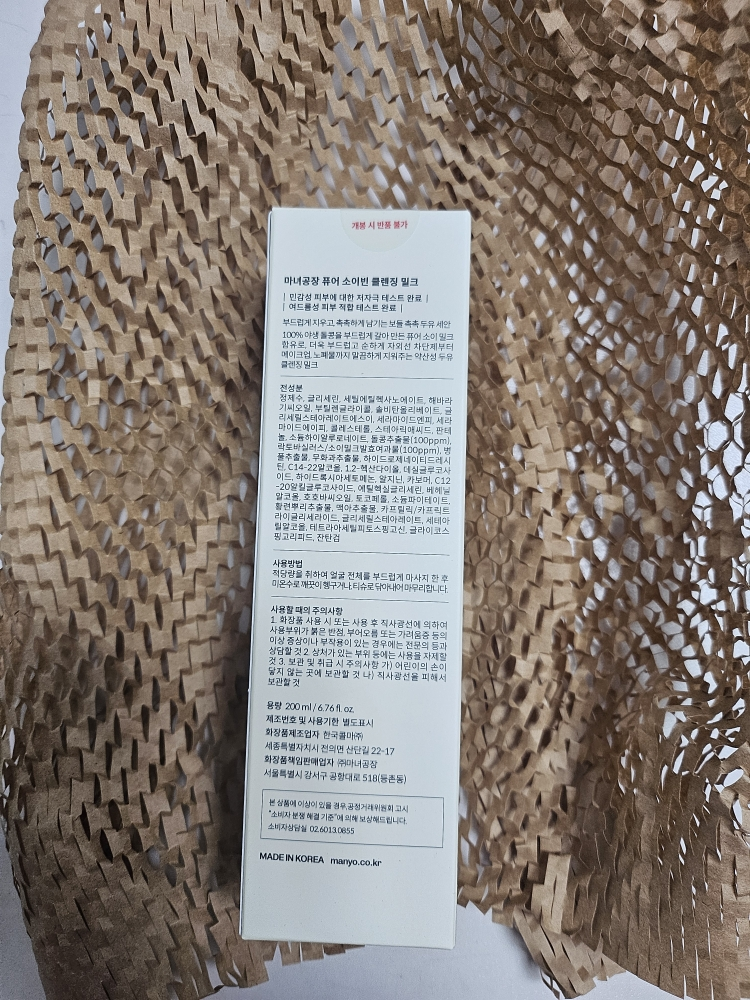 개봉 시 반품 불가
마녀공장 퓨어 소이빈 클렌징 밀크
| 민감성 피부에 대한 저자극 테스트 완료 |
| 여드름성 피부 적합 테스트 완료 |
부드럽게 지우고, 촉촉하게 남기는 보들 촉촉 두유 세안
100% 야생 돌콩을 부드럽게 갈아 만든 퓨어 소이 밀크
함유로, 더욱 부드럽고 순하게 자외선 차단제부터
메이크업, 노폐물까지 말끔하게 지워주는 약산성 두유
클렌징 밀크
전성분
정제수, 글리세린, 세틸에틸헥사노에이트, 해바라
기씨오일, 부틸렌글라이콜, 솔비탄올리베이트, 글
리세릴스테아레이트에스이, 세라마이드엔피, 세라
마이드에이피, 콜레스테롤, 스테아릭애씨드, 판테
놀, 소듐하이알루로네이트, 돌콩추출물(100ppm),
락토바실러스/소이밀크발효여과물(100ppm), 병
풀추출물, 무화과추출물, 하이드로제네이티드레시
틴, C14-22알코올, 1,2-헥산다이올, 데실글루코사
이드, 하이드록시아세토페논, 알지닌, 카보머, C12
-20알킬글루코사이드, 에틸헥실글리세린, 베헤닐
알코올, 호호바씨오일, 토코페롤, 소듐파이테이트,
황련뿌리추출물, 맥아추출물, 카프릴릭/카프릭트
라이글리세라이드, 글리세릴스테아레이트, 세테아
릴알코올, 테트라아세틸피토스핑고신, 글라이코스
핑고리피드, 잔탄검
사용방법
적당량을 취하여 얼굴 전체를 부드럽게 마사지 한 후
미온수로 깨끗이 헹구거나, 티슈로 닦아내어 마무리합니다.
사용할 때의 주의사항
1. 화장품 사용 시 또는 사용 후 직사광선에 의하여
사용부위가 붉은 반점, 부어오름 또는 가려움증 등의
이상 증상이나 부작용이 있는 경우에는 전문의 등과
상담할 것 2. 상처가 있는 부위 등에는 사용을 자제할
것 3. 보관 및 취급 시 주의사항 가) 어린이의 손이
닿지 않는 곳에 보관할 것 나) 직사광선을 피해서
보관할 것
용량 200 ml / 6.76 fl. oz.
제조번호 및 사용기한 별도표시
화장품제조업자 한국콜마㈜
세종특별자치시 전의면 산단길 22-17
화장품책임판매업자 ㈜마녀공장
서울특별시 강서구 공항대로 518(등촌동)
본 상품에 이상이 있을 경우, 공정거래위원회 고시
"소비자 분쟁 해결 기준"에 의해 보상해드립니다.
소비자상담실 02.6013.0855
MADE IN KOREA manyo.co.kr